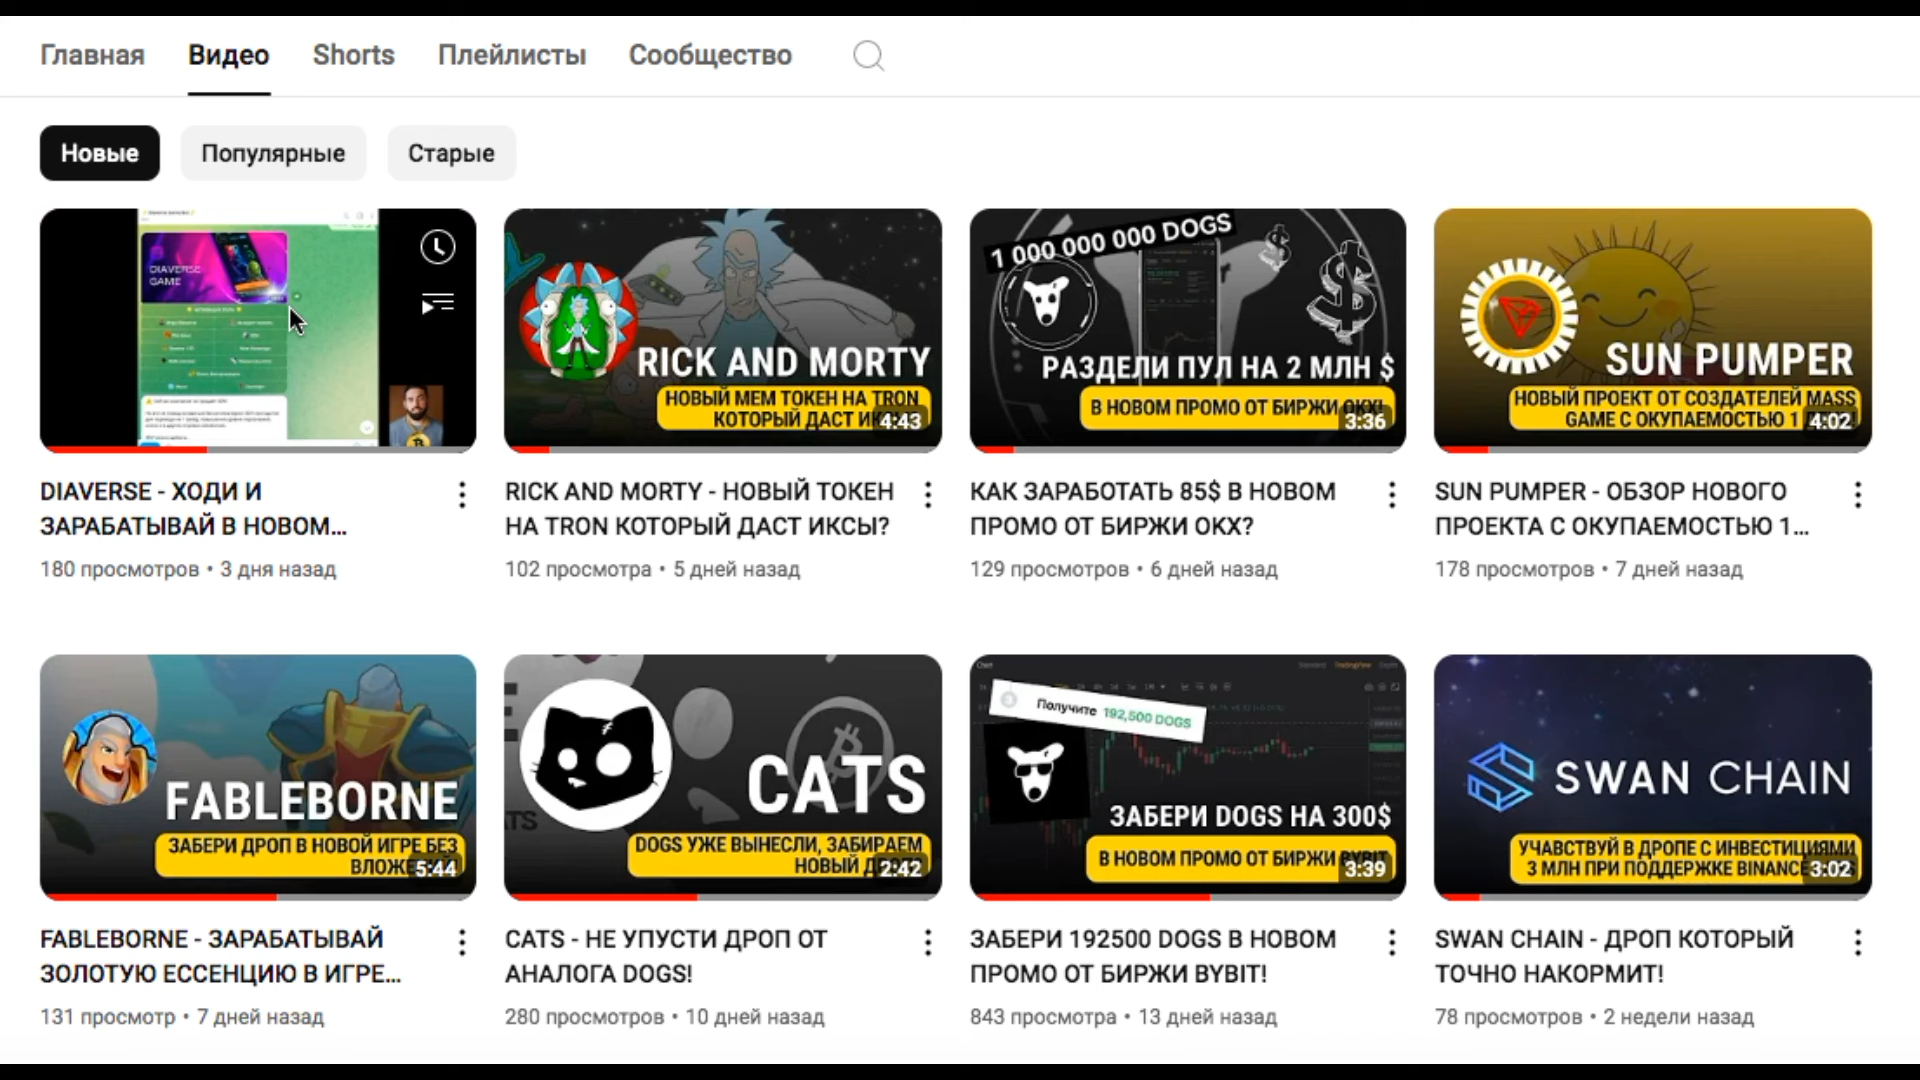 Главная Видео Shorts Плейлисты Сообщество
Новые Популярные Старые
DIAVERSE
GAME
RICK AND MORTY
НОВЫЙ МЕМ ТОКЕН НА TRON
КОТОРЫЙ ДАСТ
4:43
1 000 000 000 DOGS
РАЗДЕЛИ ПУЛ НА 2 МЛН $
В НОВОМ ПРОМО ОТ БИРЖИ OKX!
3:36
SUN PUMPER
НОВЫЙ ПРОЕКТ ОТ СОЗДАТЕЛЕЙ MASS
GAME С ОКУПАЕМОСТЬЮ 1
4:02
DIAVERSE - ХОДИ И
ЗАРАБАТЫВАЙ В НОВОМ...
180 просмотров • 3 дня назад
RICK AND MORTY - НОВЫЙ ТОКЕН
НА TRON КОТОРЫЙ ДАСТ ИКСЫ?
102 просмотра • 5 дней назад
КАК ЗАРАБОТАТЬ 85$ В НОВОМ
ПРОМО ОТ БИРЖИ OKX?
129 просмотров • 6 дней назад
SUN PUMPER - ОБЗОР НОВОГО
ПРОЕКТА С ОКУПАЕМОСТЬЮ 1...
178 просмотров • 7 дней назад
FABLEBORNE
ЗАБЕРИ ДРОП В НОВОЙ ИГРЕ БЕЗ
5:44
CATS
DOGS УЖЕ ВЫНЕСЛИ, ЗАБИРАЕМ
НОВЫЙ
2:42
Получите 192,500 DOGS
ЗАБЕРИ DOGS НА 300$
В НОВОМ ПРОМО ОТ БИРЖИ BYBIT
3:39
SWAN CHAIN
УЧАВСТВУЙ В ДРОПЕ С ИНВЕСТИЦИЯМИ
3 МЛН ПРИ ПОДДЕРЖКЕ BINANCE
3:02
FABLEBORNE - ЗАРАБАТЫВАЙ
ЗОЛОТУЮ ЕССЕНЦИЮ В ИГРЕ...
131 просмотр • 7 дней назад
CATS - НЕ УПУСТИ ДРОП ОТ
АНАЛОГА DOGS!
280 просмотров • 10 дней назад
ЗАБЕРИ 192500 DOGS В НОВОМ
ПРОМО ОТ БИРЖИ BYBIT!
843 просмотра • 13 дней назад
SWAN CHAIN - ДРОП КОТОРЫЙ
ТОЧНО НАКОРМИТ!
78 просмотров • 2 недели назад